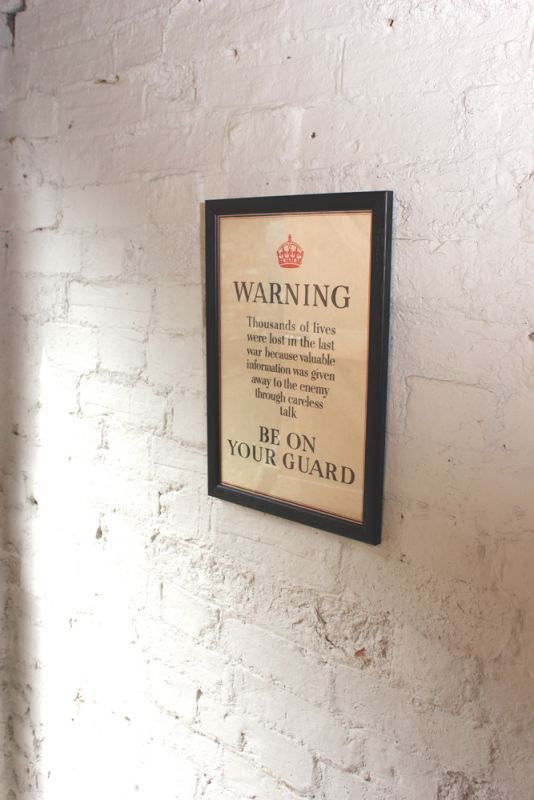 WARNING
Thousands of lives
were lost in the last
war because valuable
information was given
away to the enemy
through careless
talk
BE ON
YOUR GUARD